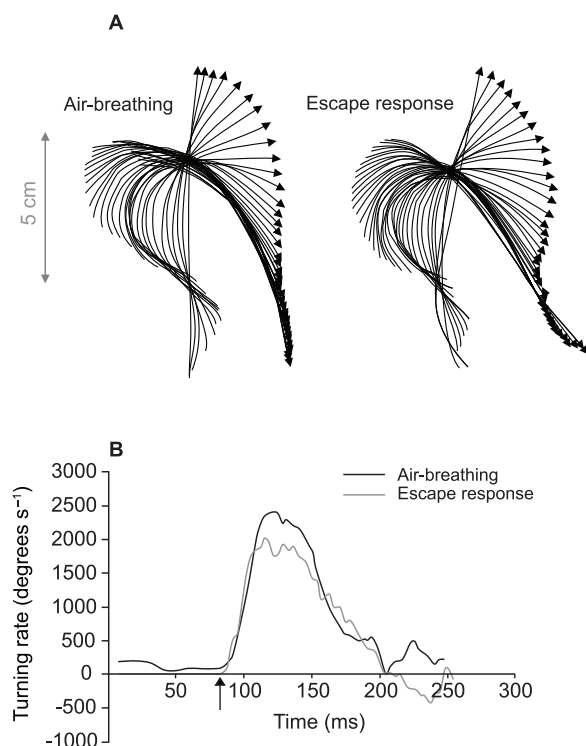 A
Air-breathing
Escape response
5 cm
B
3000
2500
2000
1500
1000
500
0
-500
-1000
Turning rate (degrees s⁻¹)
Air-breathing
Escape response
50
100
150
200
250
300
Time (ms)